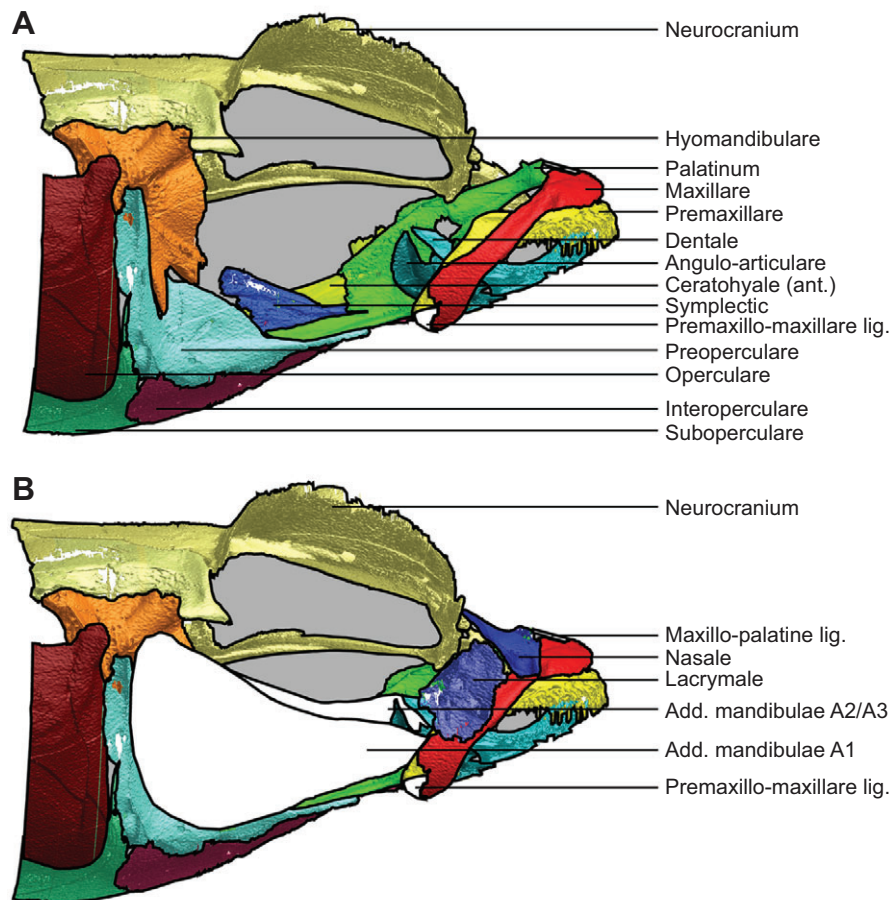 A
Neurocranium
Hyomandibulare
Palatinum
Maxillare
Premaxillare
Dentale
Angulo-articulare
Ceratohyale (ant.)
Symplectic
Premaxillo-maxillare lig.
Preoperculare
Operculare
Interoperculare
Suboperculare
B
Neurocranium
Maxillo-palatine lig.
Nasale
Lacrymale
Add. mandibulae A2/A3
Add. mandibulae A1
Premaxillo-maxillare lig.